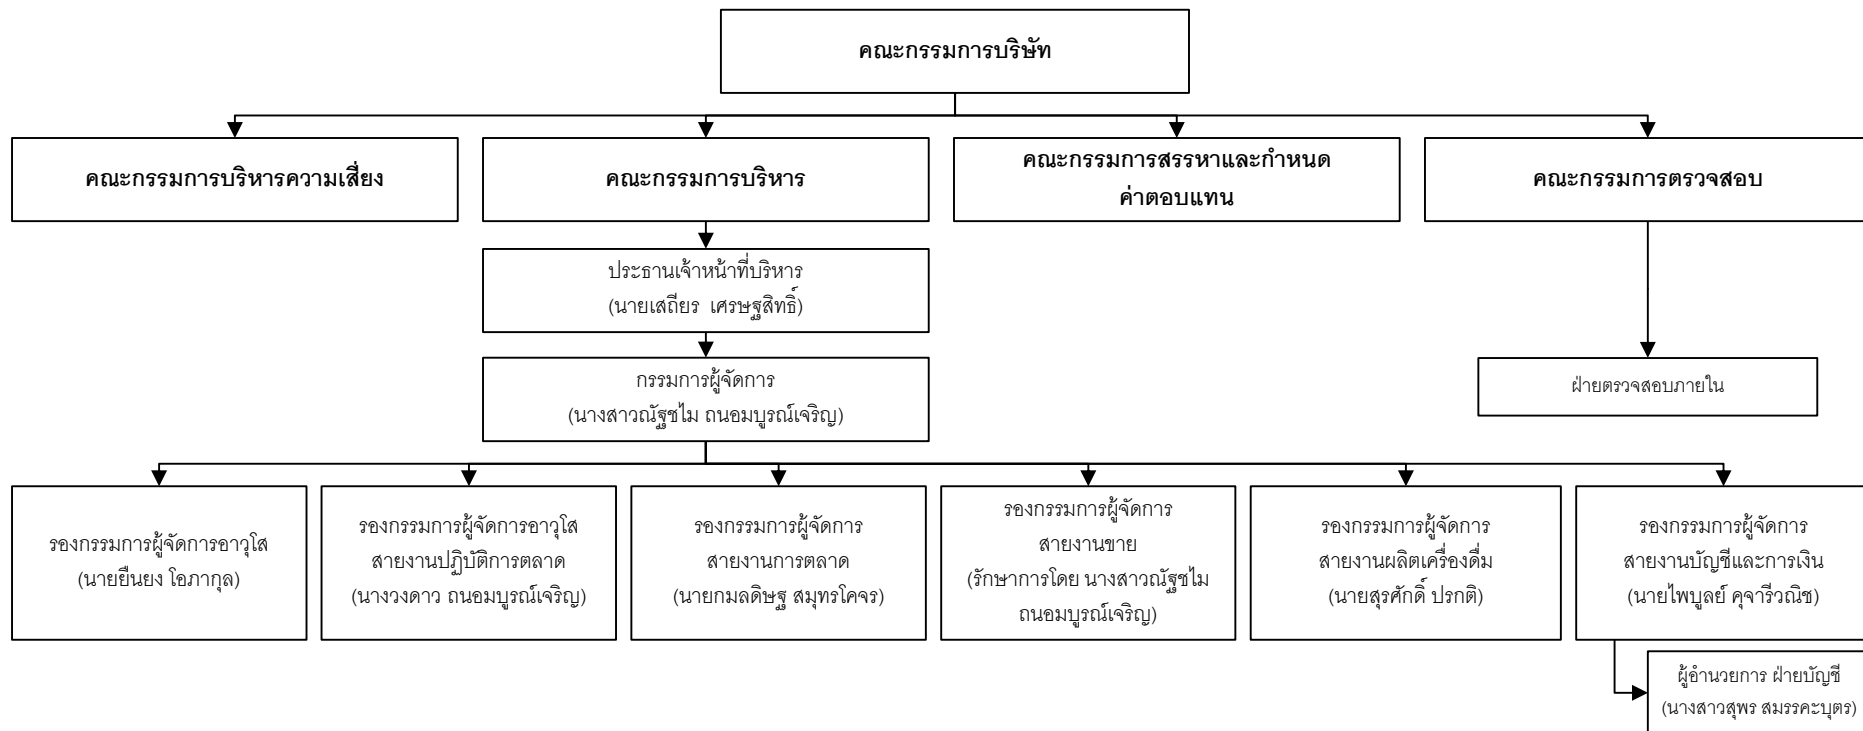 คณะกรรมการบริษัท
คณะกรรมการบริหารความเสี่ยง
คณะกรรมการบริหาร
คณะกรรมการสรรหาและกำหนด
ค่าตอบแทน
คณะกรรมการตรวจสอบ
ประธานเจ้าหน้าที่บริหาร
(นายเสถียร เศรษฐสิทธิ์)
กรรมการผู้จัดการ
(นางสาวณัฐชไม ถนอมบูรณ์เจริญ)
ฝ่ายตรวจสอบภายใน
รองกรรมการผู้จัดการอาวุโส
(นายยืนยง โอภากุล)
รองกรรมการผู้จัดการอาวุโส
สายงานปฏิบัติการตลาด
(นางวงดาว ถนอมบูรณ์เจริญ)
รองกรรมการผู้จัดการ
สายงานการตลาด
(นายกมลดิษฐ สมุทรโคจร)
รองกรรมการผู้จัดการ
สายงานขาย
(รักษาการโดย นางสาวณัฐชไม
ถนอมบูรณ์เจริญ)
รองกรรมการผู้จัดการ
สายงานผลิตเครื่องดื่ม
(นายสุรศักดิ์ ปรกติ)
รองกรรมการผู้จัดการ
สายงานบัญชีและการเงิน
(นายไพบูลย์ คุจารีวณิช)
ผู้อำนวยการ ฝ่ายบัญชี
(นางสาวสุพร สมรรคะบุตร)